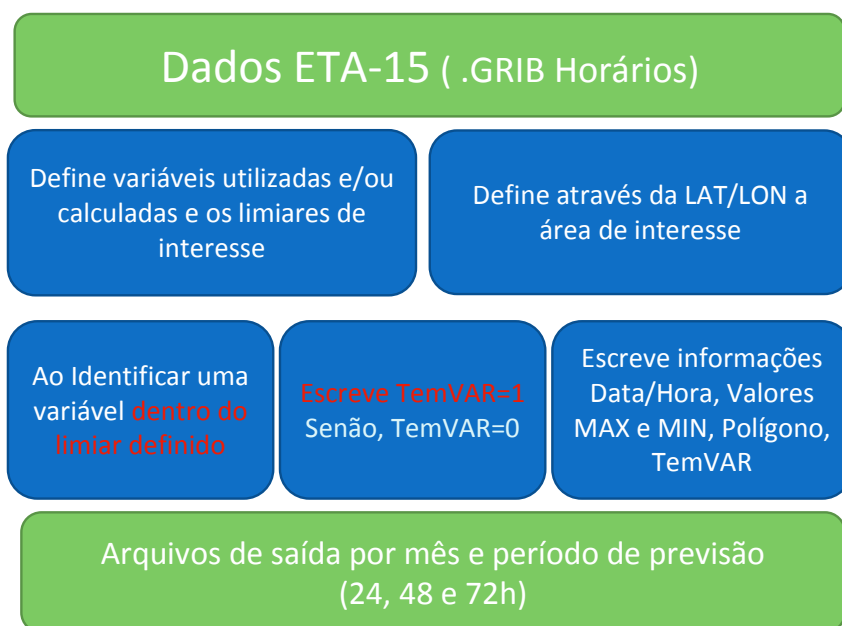 Dados ETA-15 ( .GRIB Horários)
Define variáveis utilizadas e/ou
calculadas e os limiares de
interesse
Define através da LAT/LON a
área de interesse
Ao Identificar uma
variável dentro do
limiar definido
Escreve TemVAR=1
Senão, TemVAR=0
Escreve informações
Data/Hora, Valores
MAX e MIN, Polígono,
TemVAR
Arquivos de saída por mês e período de previsão
(24, 48 e 72h)